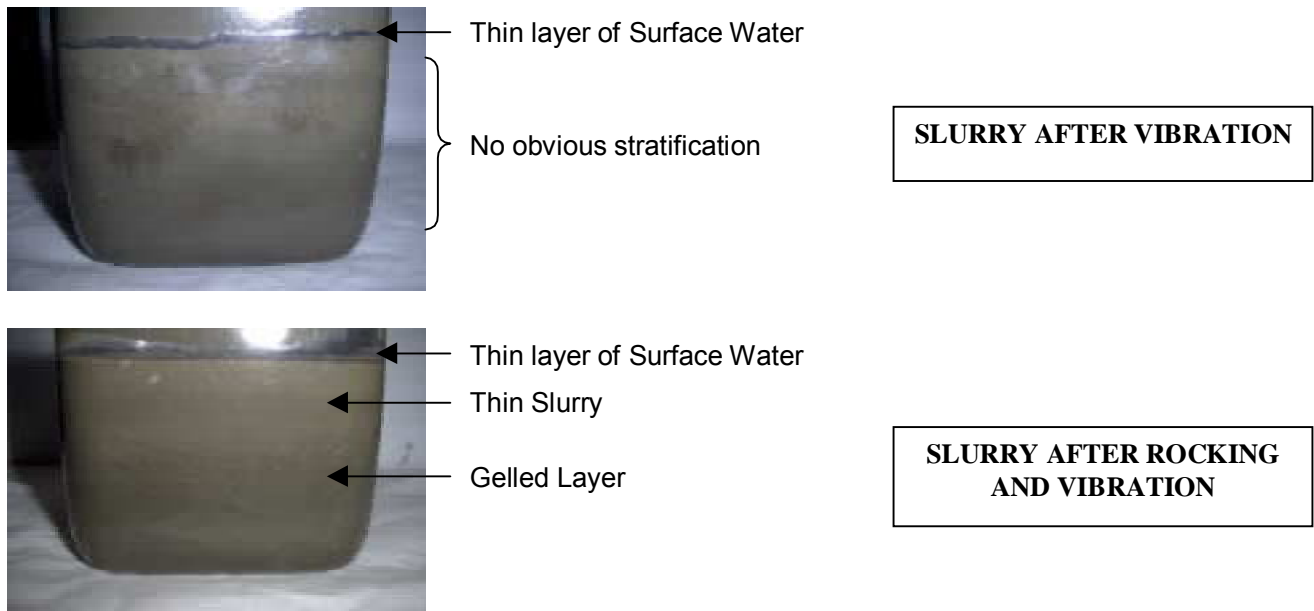 Thin layer of Surface Water
No obvious stratification
SLURRY AFTER VIBRATION
Thin layer of Surface Water
Thin Slurry
Gelled Layer
SLURRY AFTER ROCKING
AND VIBRATION